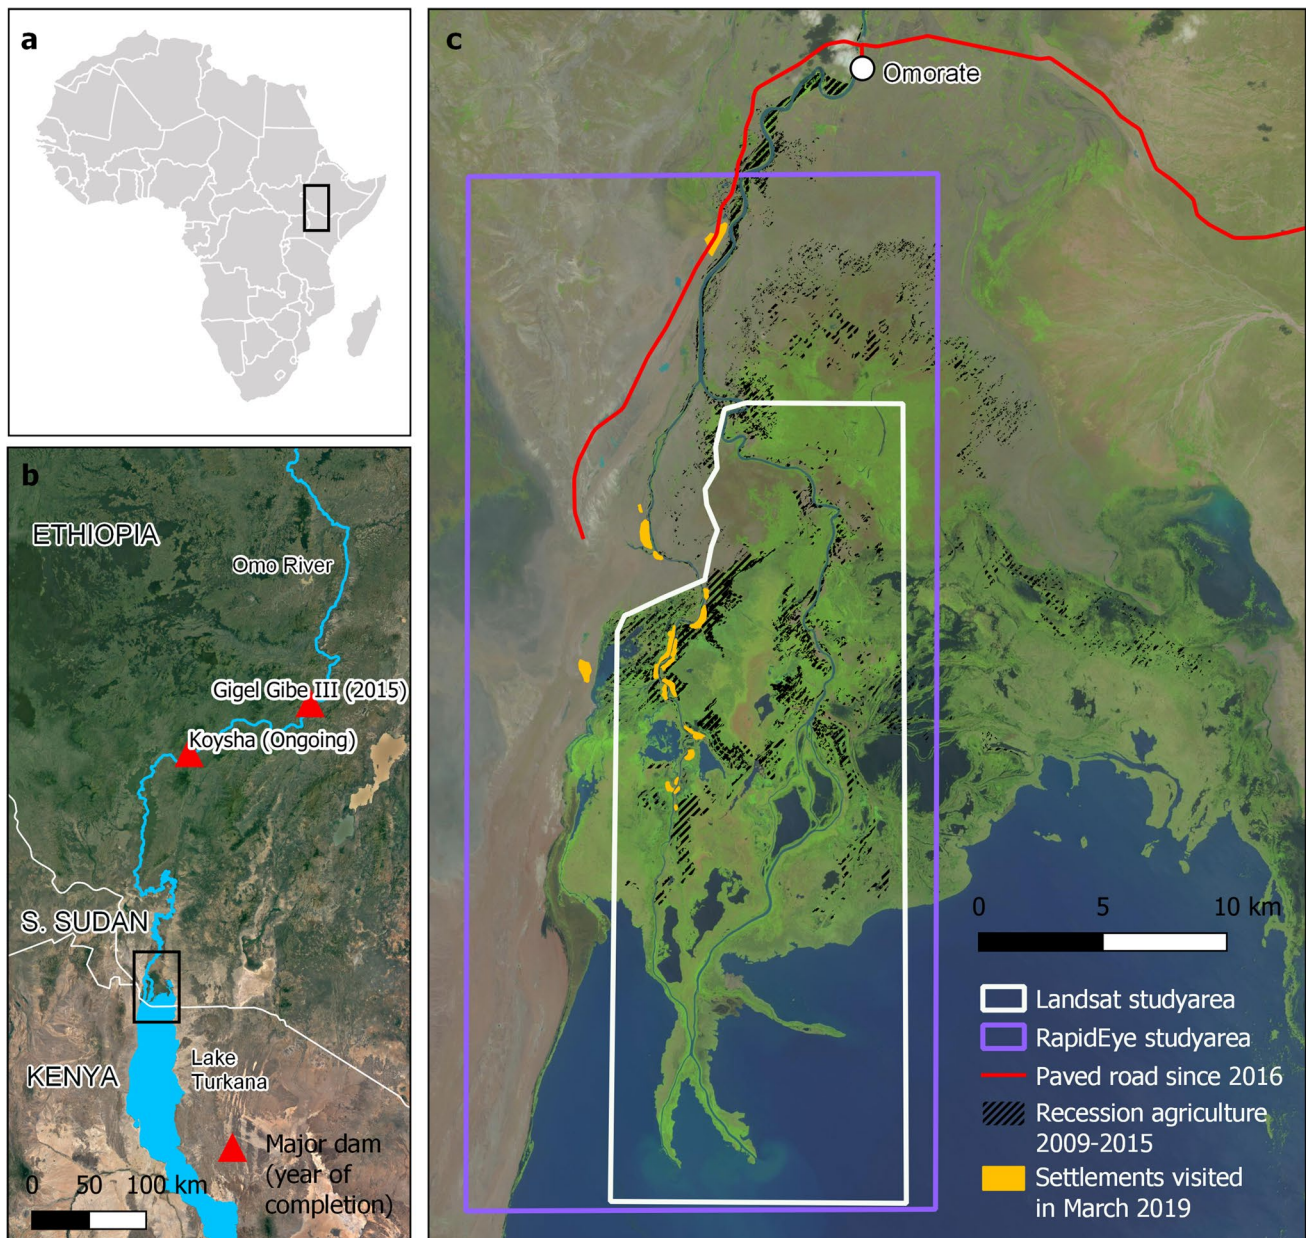 a
b
ETHIOPIA
Omo River
Gigel Gibe III (2015)
Koysha (Ongoing)
S. SUDAN
KENYA
Lake
Turkana
Major dam
(year of
completion)
0 50 100 km
c
Omorate
0 5 10 km
Landsat studyarea
RapidEye studyarea
Paved road since 2016
Recession agriculture
2009-2015
Settlements visited
in March 2019